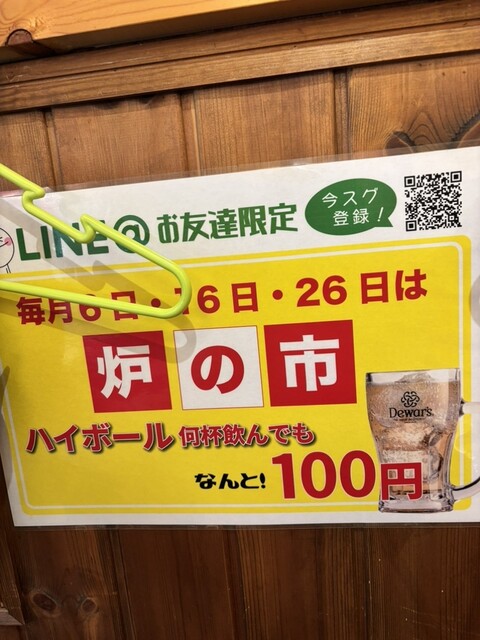 LINE@ お友達限定
今スグ
登録!
毎月6日・16日・26日は
炉の市
ハイボール 何杯飲んでも
なんと! 100円
Dewar's